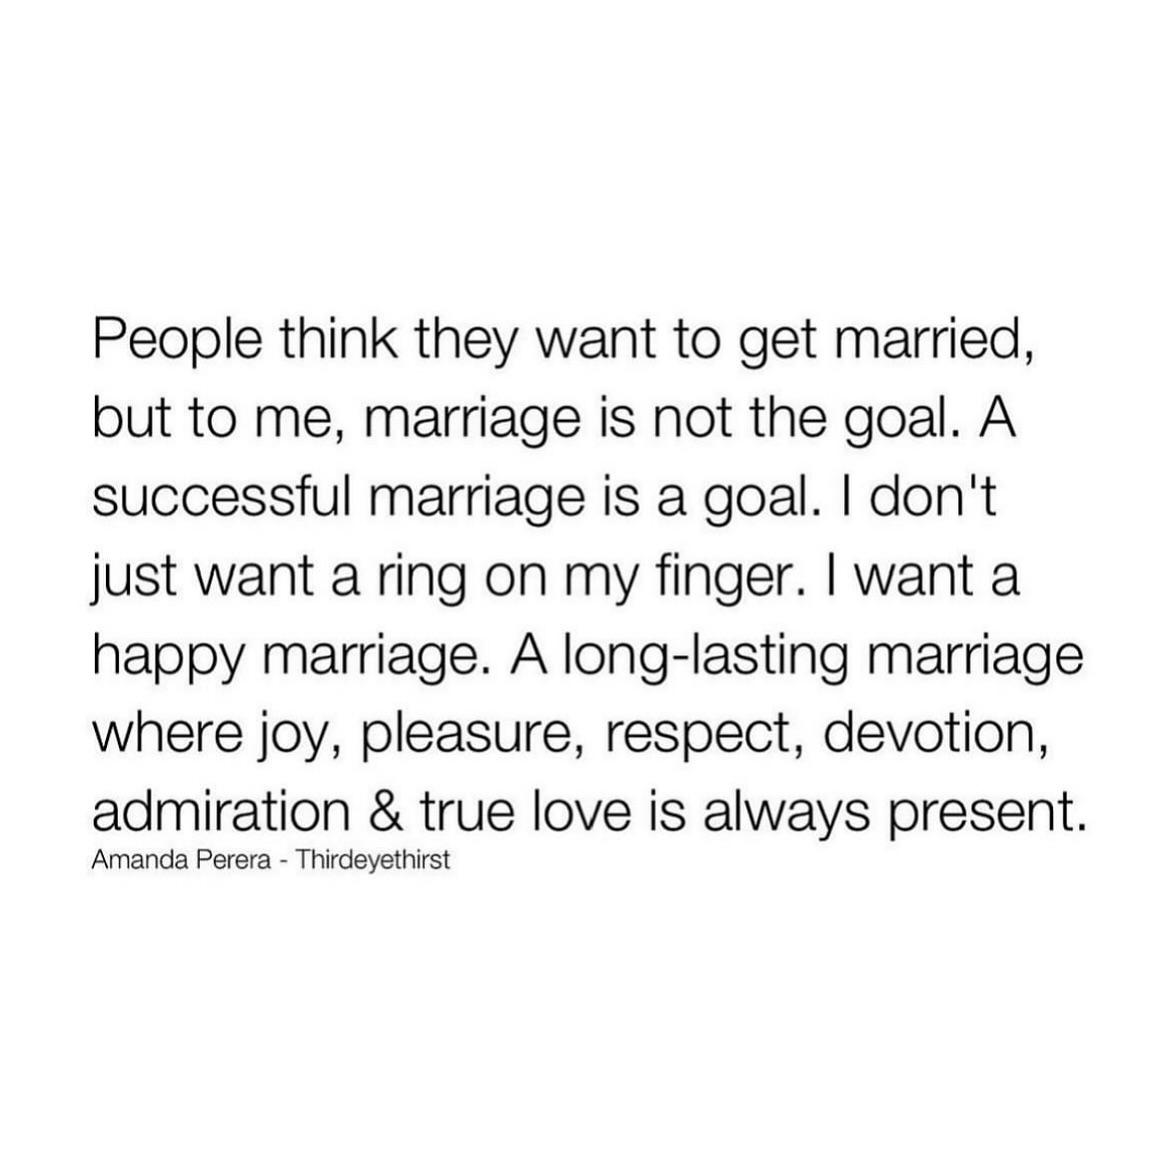 People think they want to get married,
but to me, marriage is not the goal. A
successful marriage is a goal. I don't
just want a ring on my finger. I want a
happy marriage. A long-lasting marriage
where joy, pleasure, respect, devotion,
admiration & true love is always present.
Amanda Perera - Thirdeyethirst